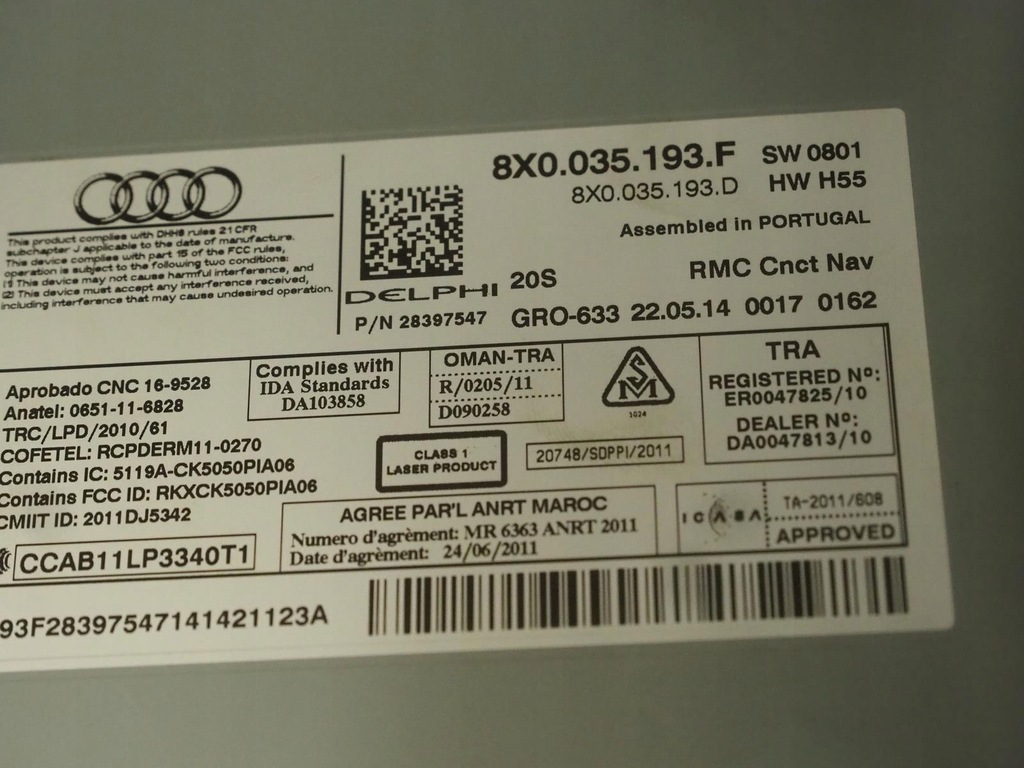 8X0.035.193.F SW 0801
8X0.035.193.D HW H55
Assembled in PORTUGAL
This product complies with DHHS rules 21 CFR
subchapter J applicable to the date of manufacture.
This device complies with part 15 of the FCC rules,
operation is subject to the following two conditions:
(1) This device may not cause harmful interference, and
(2) This device must accept any interference received,
including interference that may cause undesired operation.
DELPHI 20S RMC Cnct Nav
P/N 28397547 GRO-633 22.05.14 0017 0162
Aprobado CNC 16-9528
Anatel: 0651-11-6828
TRC/LPD/2010/61
COFETEL: RCPDERM11-0270
Contains IC: 5119A-CK5050PIA06
Contains FCC ID: RKXCK5050PIA06
CMIIT ID: 2011DJ5342
CCAB11LP3340T1
Complies with
IDA Standards
DA103858
OMAN-TRA
R/0205/11
D090258
SM
1024
TRA
REGISTERED Nº:
ER0047825/10
DEALER Nº:
DA0047813/10
CLASS 1
LASER PRODUCT
20748/SDPPI/2011
AGREE PAR'L ANRT MAROC
Numero d'agrèment: MR 6363 ANRT 2011
Date d'agrèment: 24/06/2011
ICASA
TA-2011/608
APPROVED
93F28397547141421123A